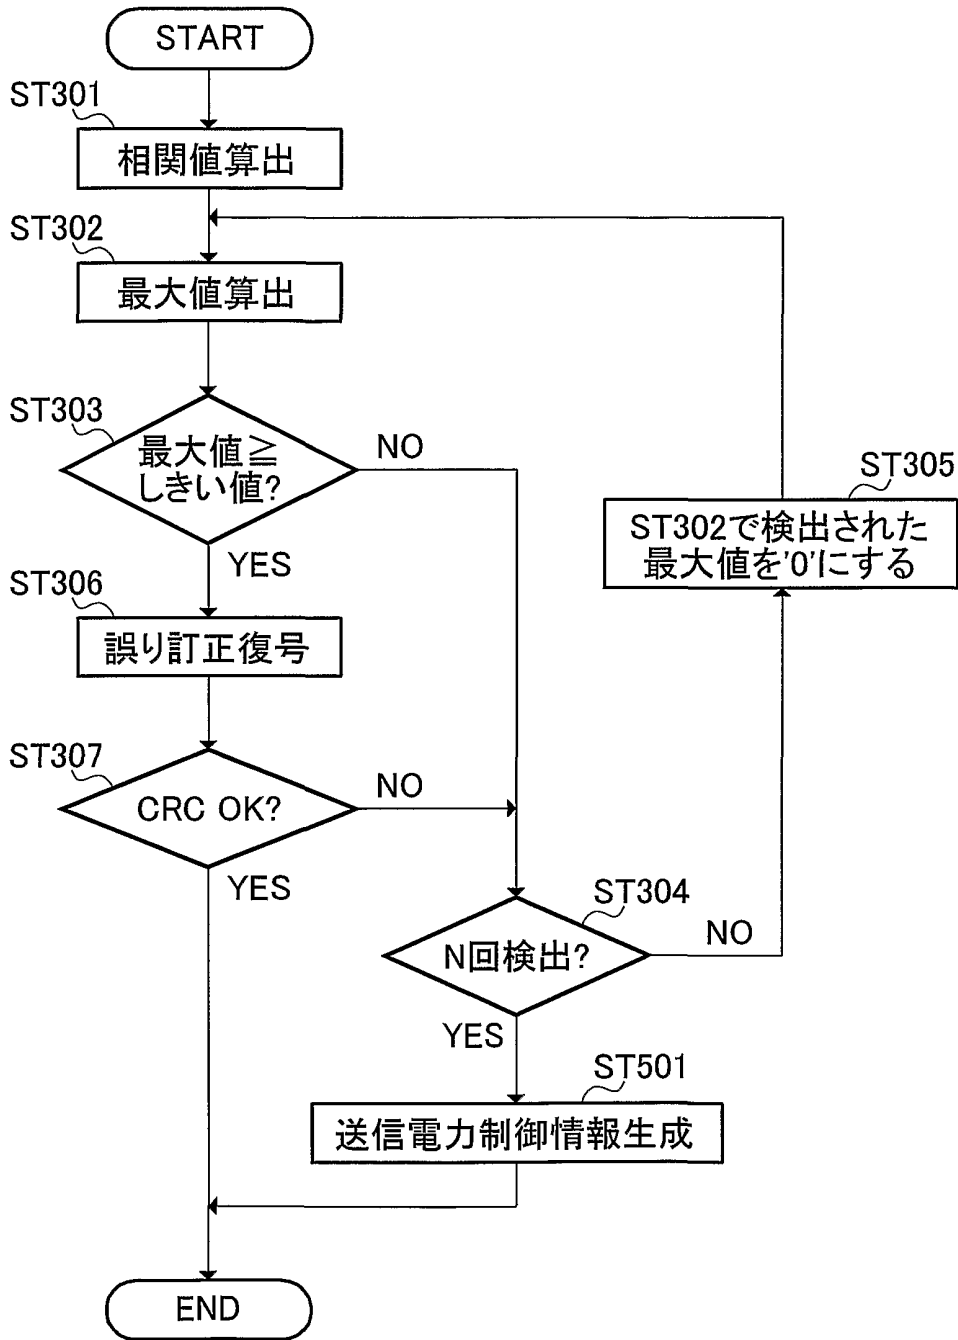 START
ST301
相関値算出
ST302
最大値算出
ST303
最大値≧
しきい値?
NO
YES
ST305
ST302で検出された
最大値を'0'にする
ST306
誤り訂正復号
ST307
CRC OK?
NO
YES
ST304
N回検出?
NO
YES
ST501
送信電力制御情報生成
END